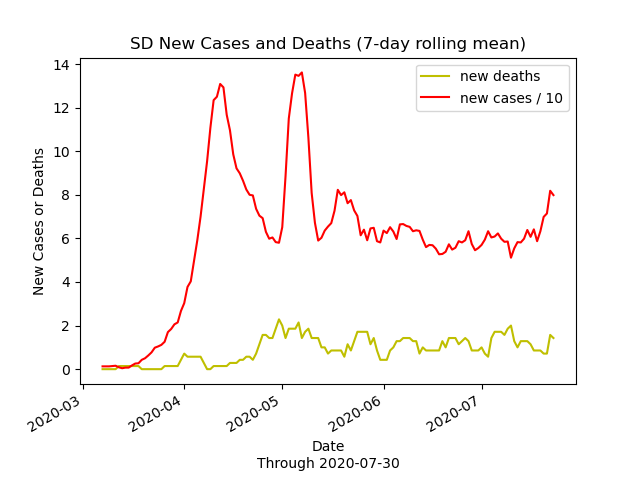 SD New Cases and Deaths (7-day rolling mean)
new deaths
new cases / 10
New Cases or Deaths
14
12
10
8
6
4
2
0
2020-03
2020-04
2020-05
2020-06
2020-07
Date
Through 2020-07-30